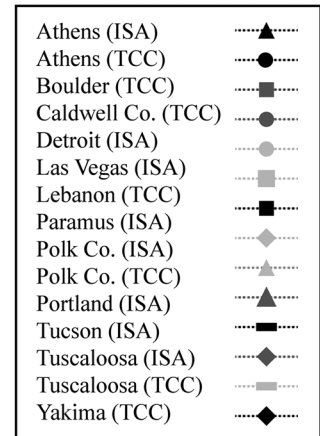 Athens (ISA)
Athens (TCC)
Boulder (TCC)
Caldwell Co. (TCC)
Detroit (ISA)
Las Vegas (ISA)
Lebanon (TCC)
Paramus (ISA)
Polk Co. (ISA)
Polk Co. (TCC)
Portland (ISA)
Tucson (ISA)
Tuscaloosa (ISA)
Tuscaloosa (TCC)
Yakima (TCC)